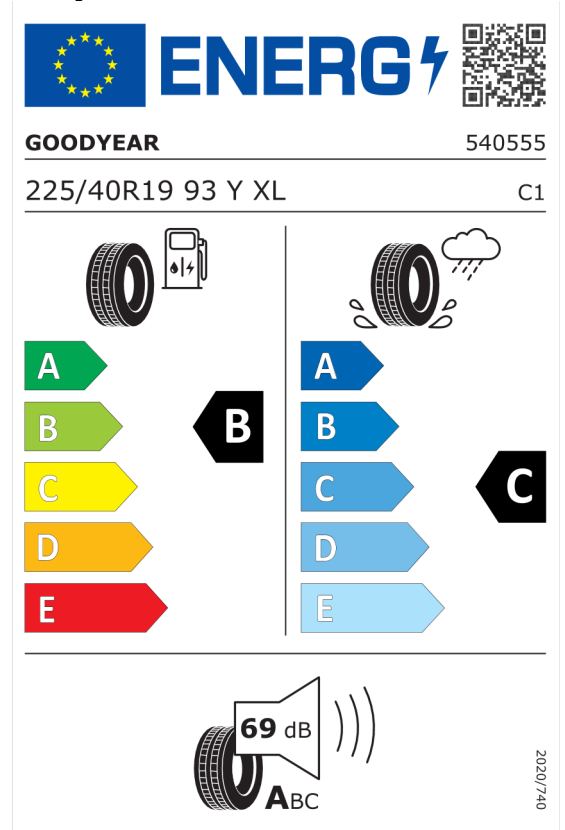 ENERG
GOODYEAR 540555
225/40R19 93 Y XL C1
A A
B B B
C C C
D D
E E
69 dB
ABC
2020/740